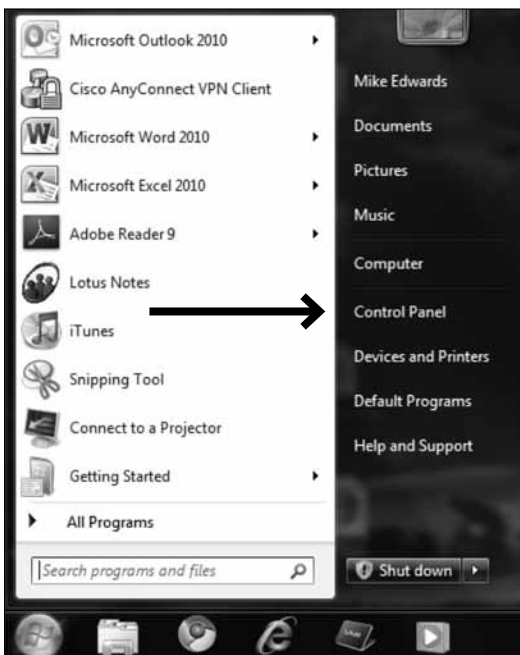 Microsoft Outlook 2010
Cisco AnyConnect VPN Client
Microsoft Word 2010
Microsoft Excel 2010
Adobe Reader 9
Lotus Notes
iTunes
Snipping Tool
Connect to a Projector
Getting Started
All Programs
Search programs and files
Mike Edwards
Documents
Pictures
Music
Computer
Control Panel
Devices and Printers
Default Programs
Help and Support
Shut down